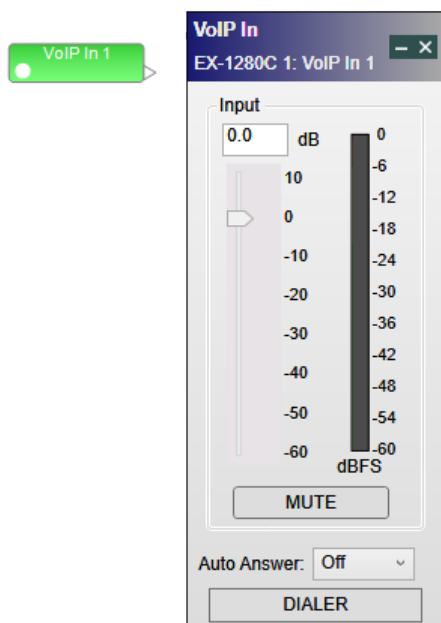 VoIP In 1
VoIP In
EX-1280C 1: VoIP In 1
Input
0.0 dB
10
0
-10
-20
-30
-40
-50
-60
0
-6
-12
-18
-24
-30
-36
-42
-48
-54
-60
dBFS
MUTE
Auto Answer: Off
DIALER